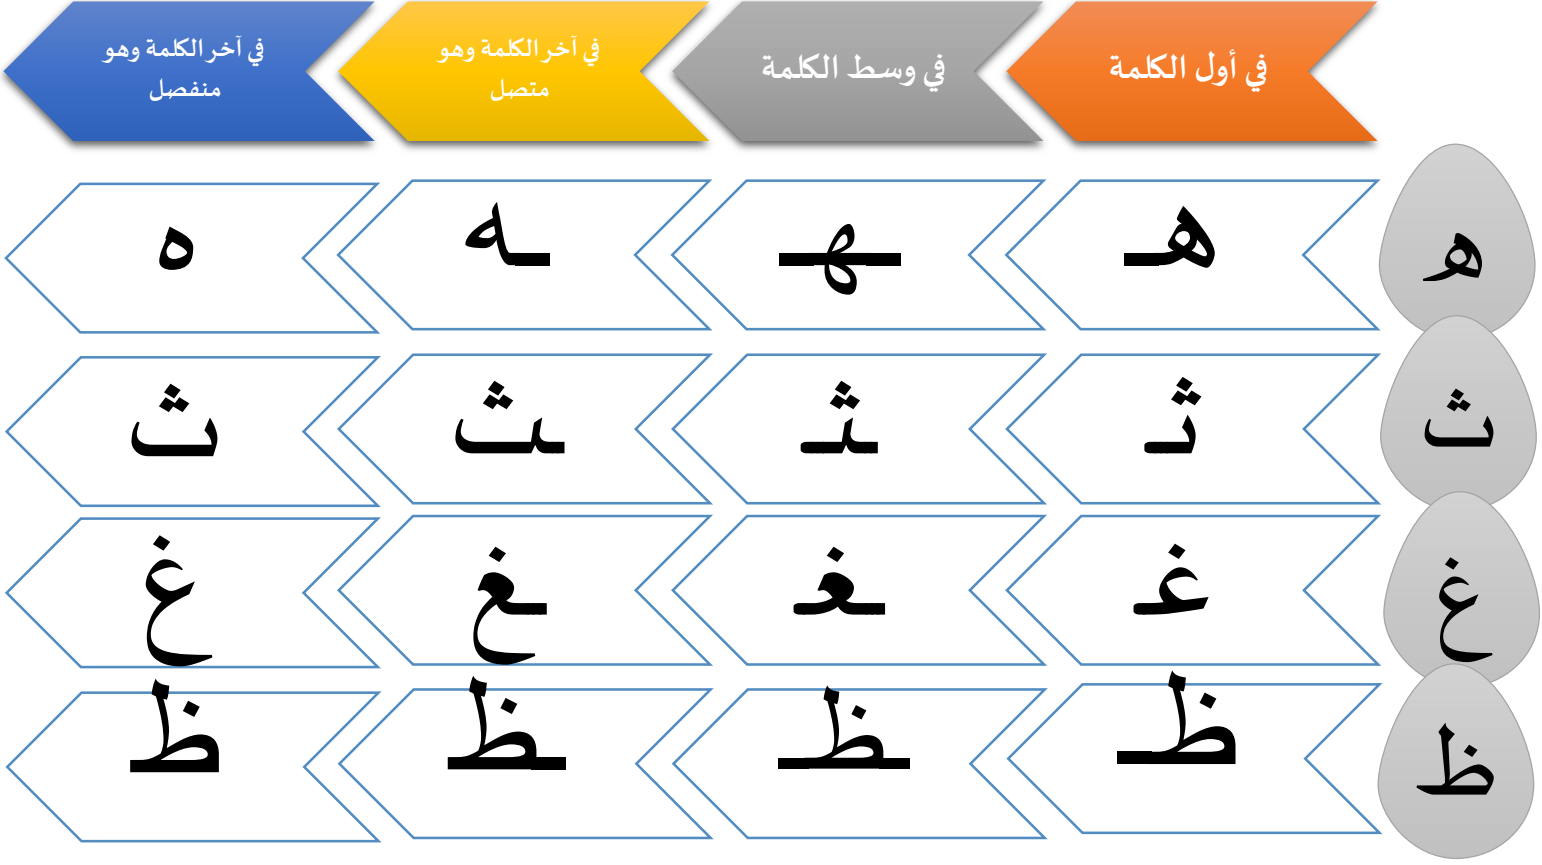 في أول الكلمة
في وسط الكلمة
في آخر الكلمة وهو
متصل
في آخر الكلمة وهو
منفصل
ه هـ ـهـ ـه ه
ث ثـ ـثـ ـث ث
غ غـ ـغـ ـغ غ
ظ ظـ ـظـ ـظ ظ